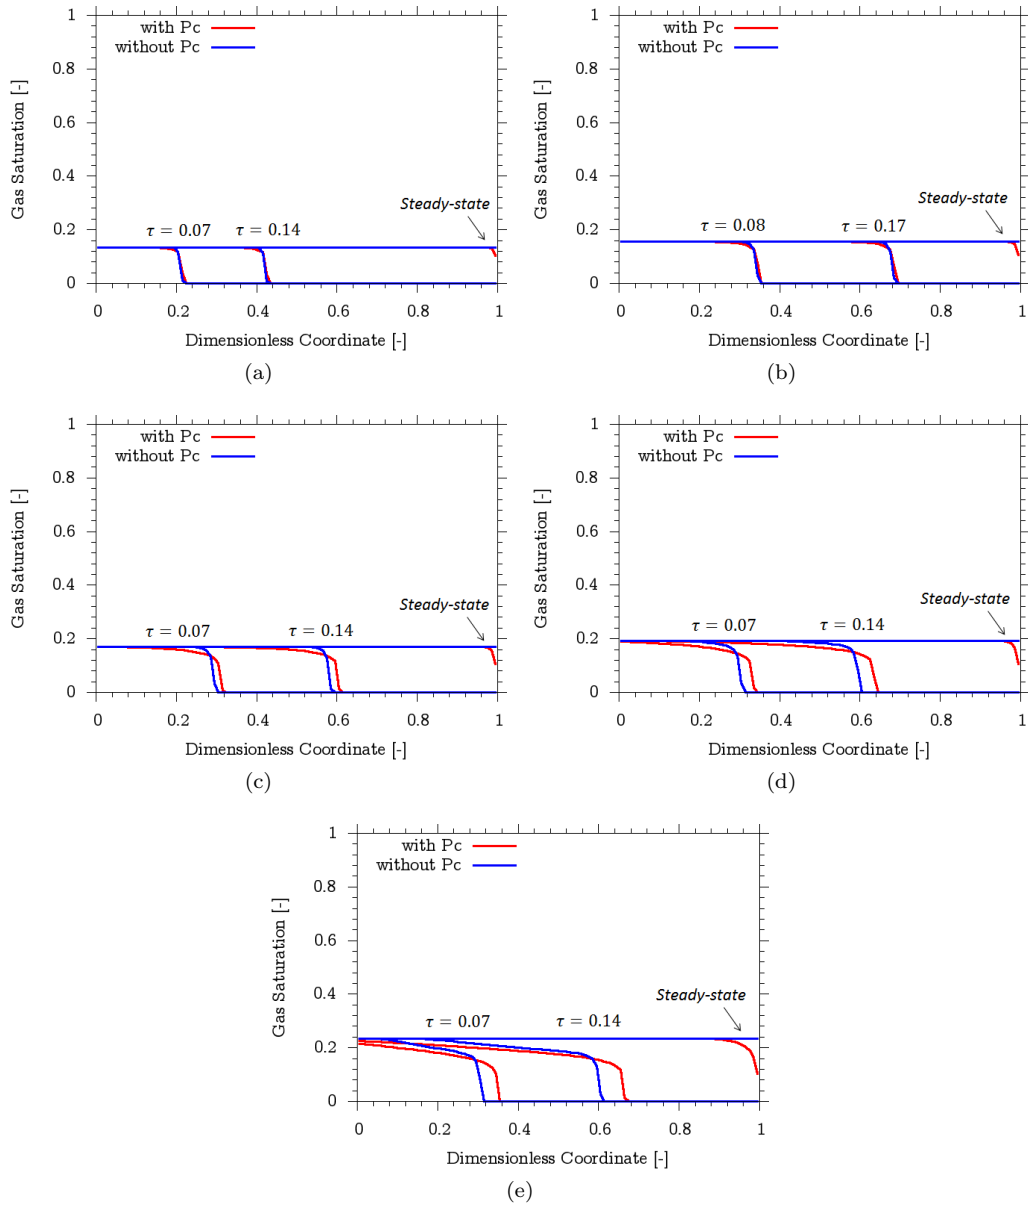 with Pc
without Pc
Gas Saturation [-]
1
0.8
0.6
0.4
0.2
0
Steady-state
τ = 0.07
τ = 0.14
0 0.2 0.4 0.6 0.8 1
Dimensionless Coordinate [-]
(a)
with Pc
without Pc
Gas Saturation [-]
1
0.8
0.6
0.4
0.2
0
Steady-state
τ = 0.08
τ = 0.17
0 0.2 0.4 0.6 0.8 1
Dimensionless Coordinate [-]
(b)
with Pc
without Pc
Gas Saturation [-]
1
0.8
0.6
0.4
0.2
0
Steady-state
τ = 0.07
τ = 0.14
0 0.2 0.4 0.6 0.8 1
Dimensionless Coordinate [-]
(c)
with Pc
without Pc
Gas Saturation [-]
1
0.8
0.6
0.4
0.2
0
Steady-state
τ = 0.07
τ = 0.14
0 0.2 0.4 0.6 0.8 1
Dimensionless Coordinate [-]
(d)
with Pc
without Pc
Gas Saturation [-]
1
0.8
0.6
0.4
0.2
0
Steady-state
τ = 0.07
τ = 0.14
0 0.2 0.4 0.6 0.8 1
Dimensionless Coordinate [-]
(e)